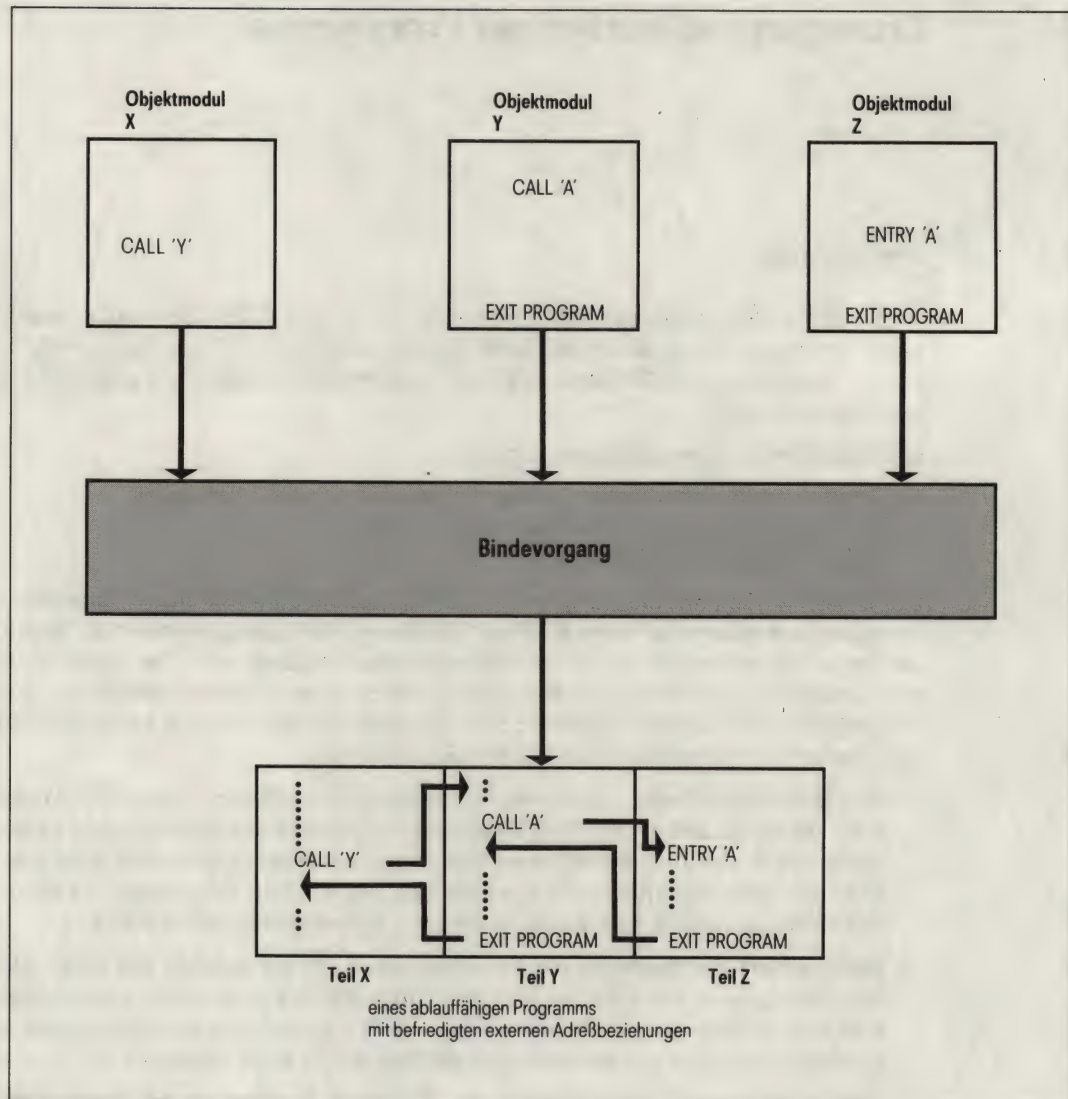 Objektmodul
X
Objektmodul
Y
Objektmodul
Z
CALL 'Y'
CALL 'A'
EXIT PROGRAM
ENTRY 'A'
EXIT PROGRAM
Bindevorgang
CALL 'Y'
CALL 'A'
EXIT PROGRAM
ENTRY 'A'
EXIT PROGRAM
Teil X
Teil Y
Teil Z
eines ablauffähigen Programms
mit befriedigten externen Adreßbeziehungen